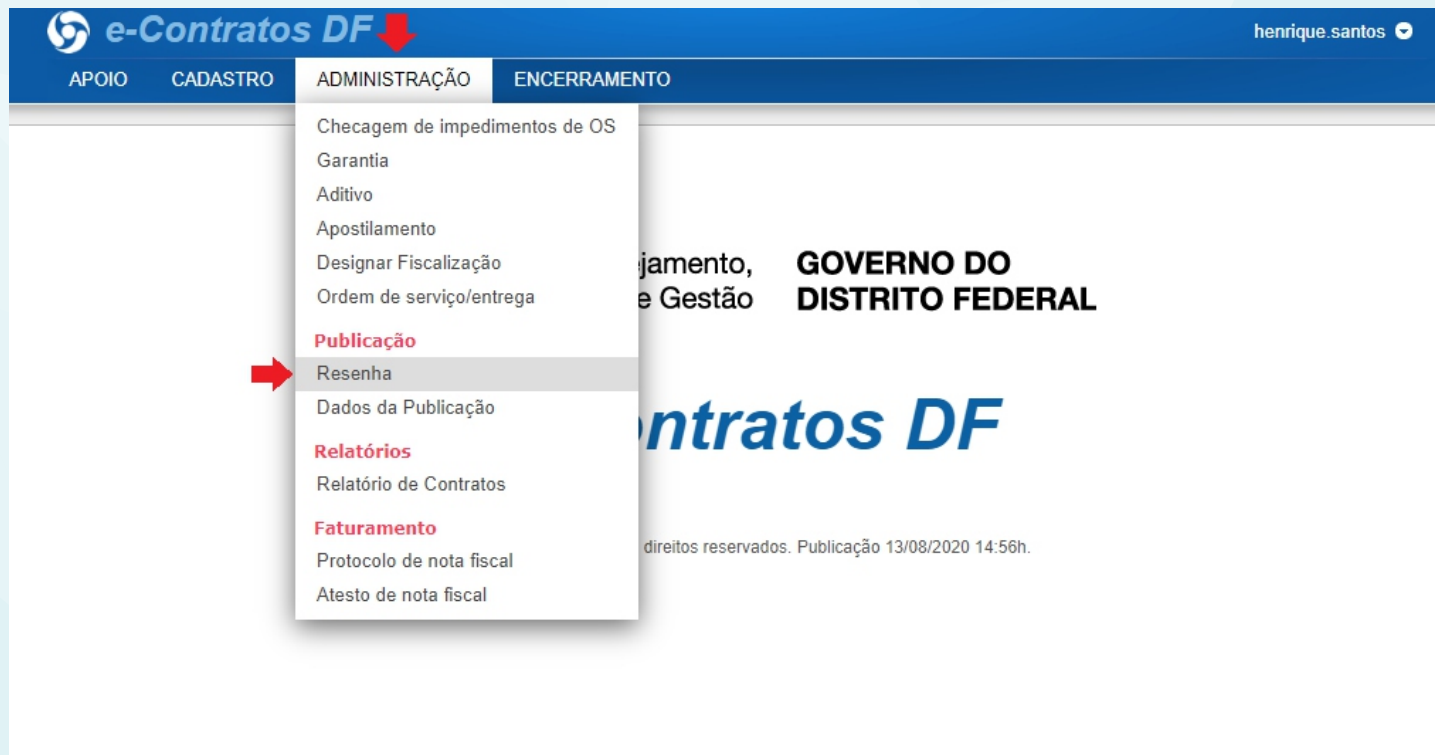 e-Contratos DF
henrique.santos
APOIO CADASTRO ADMINISTRAÇÃO ENCERRAMENTO
Checagem de impedimentos de OS
Garantia
Aditivo
Apostilamento
Designar Fiscalização
Ordem de serviço/entrega
Publicação
Resenha
Dados da Publicação
Relatórios
Relatório de Contratos
Faturamento
Protocolo de nota fiscal
Atesto de nota fiscal
jamento,
e Gestão
GOVERNO DO
DISTRITO FEDERAL
ntratos DF
direitos reservados. Publicação 13/08/2020 14:56h.